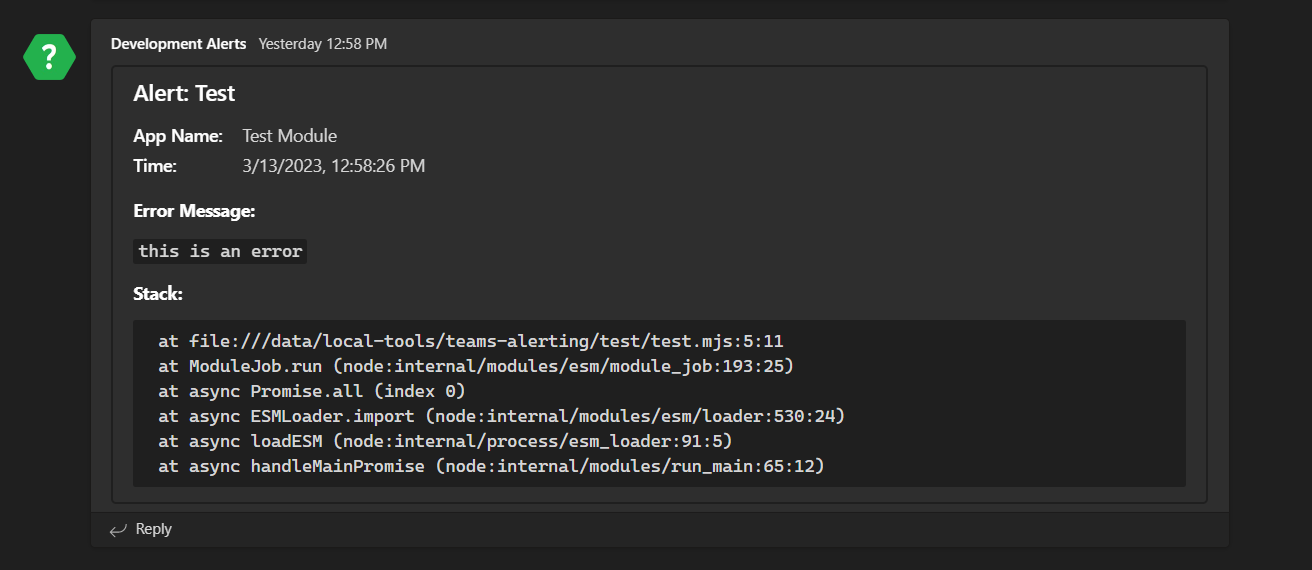 ?
Development Alerts Yesterday 12:58 PM
Alert: Test
App Name: Test Module
Time: 3/13/2023, 12:58:26 PM
Error Message:
this is an error
Stack:
at file:///data/local-tools/teams-alerting/test/test.mjs:5:11
at ModuleJob.run (node:internal/modules/esm/module_job:193:25)
at async Promise.all (index 0)
at async ESMLoader.import (node:internal/modules/esm/loader:530:24)
at async loadESM (node:internal/process/esm_loader:91:5)
at async handleMainPromise (node:internal/modules/run_main:65:12)
Reply